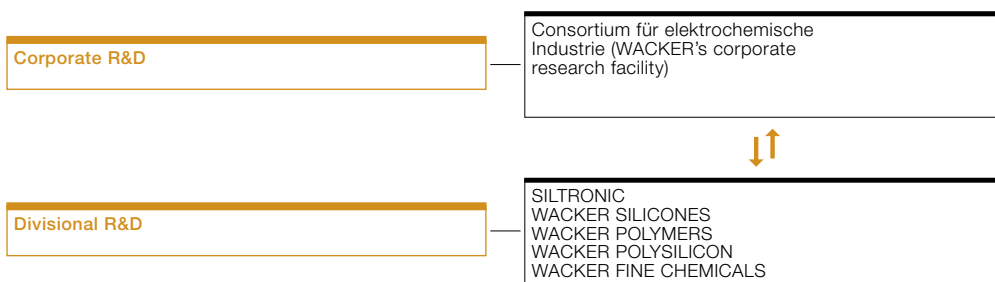 Corporate R&D
Consortium für elektrochemische
Industrie (WACKER's corporate
research facility)
Divisional R&D
SILTRONIC
WACKER SILICONES
WACKER POLYMERS
WACKER POLYSILICON
WACKER FINE CHEMICALS